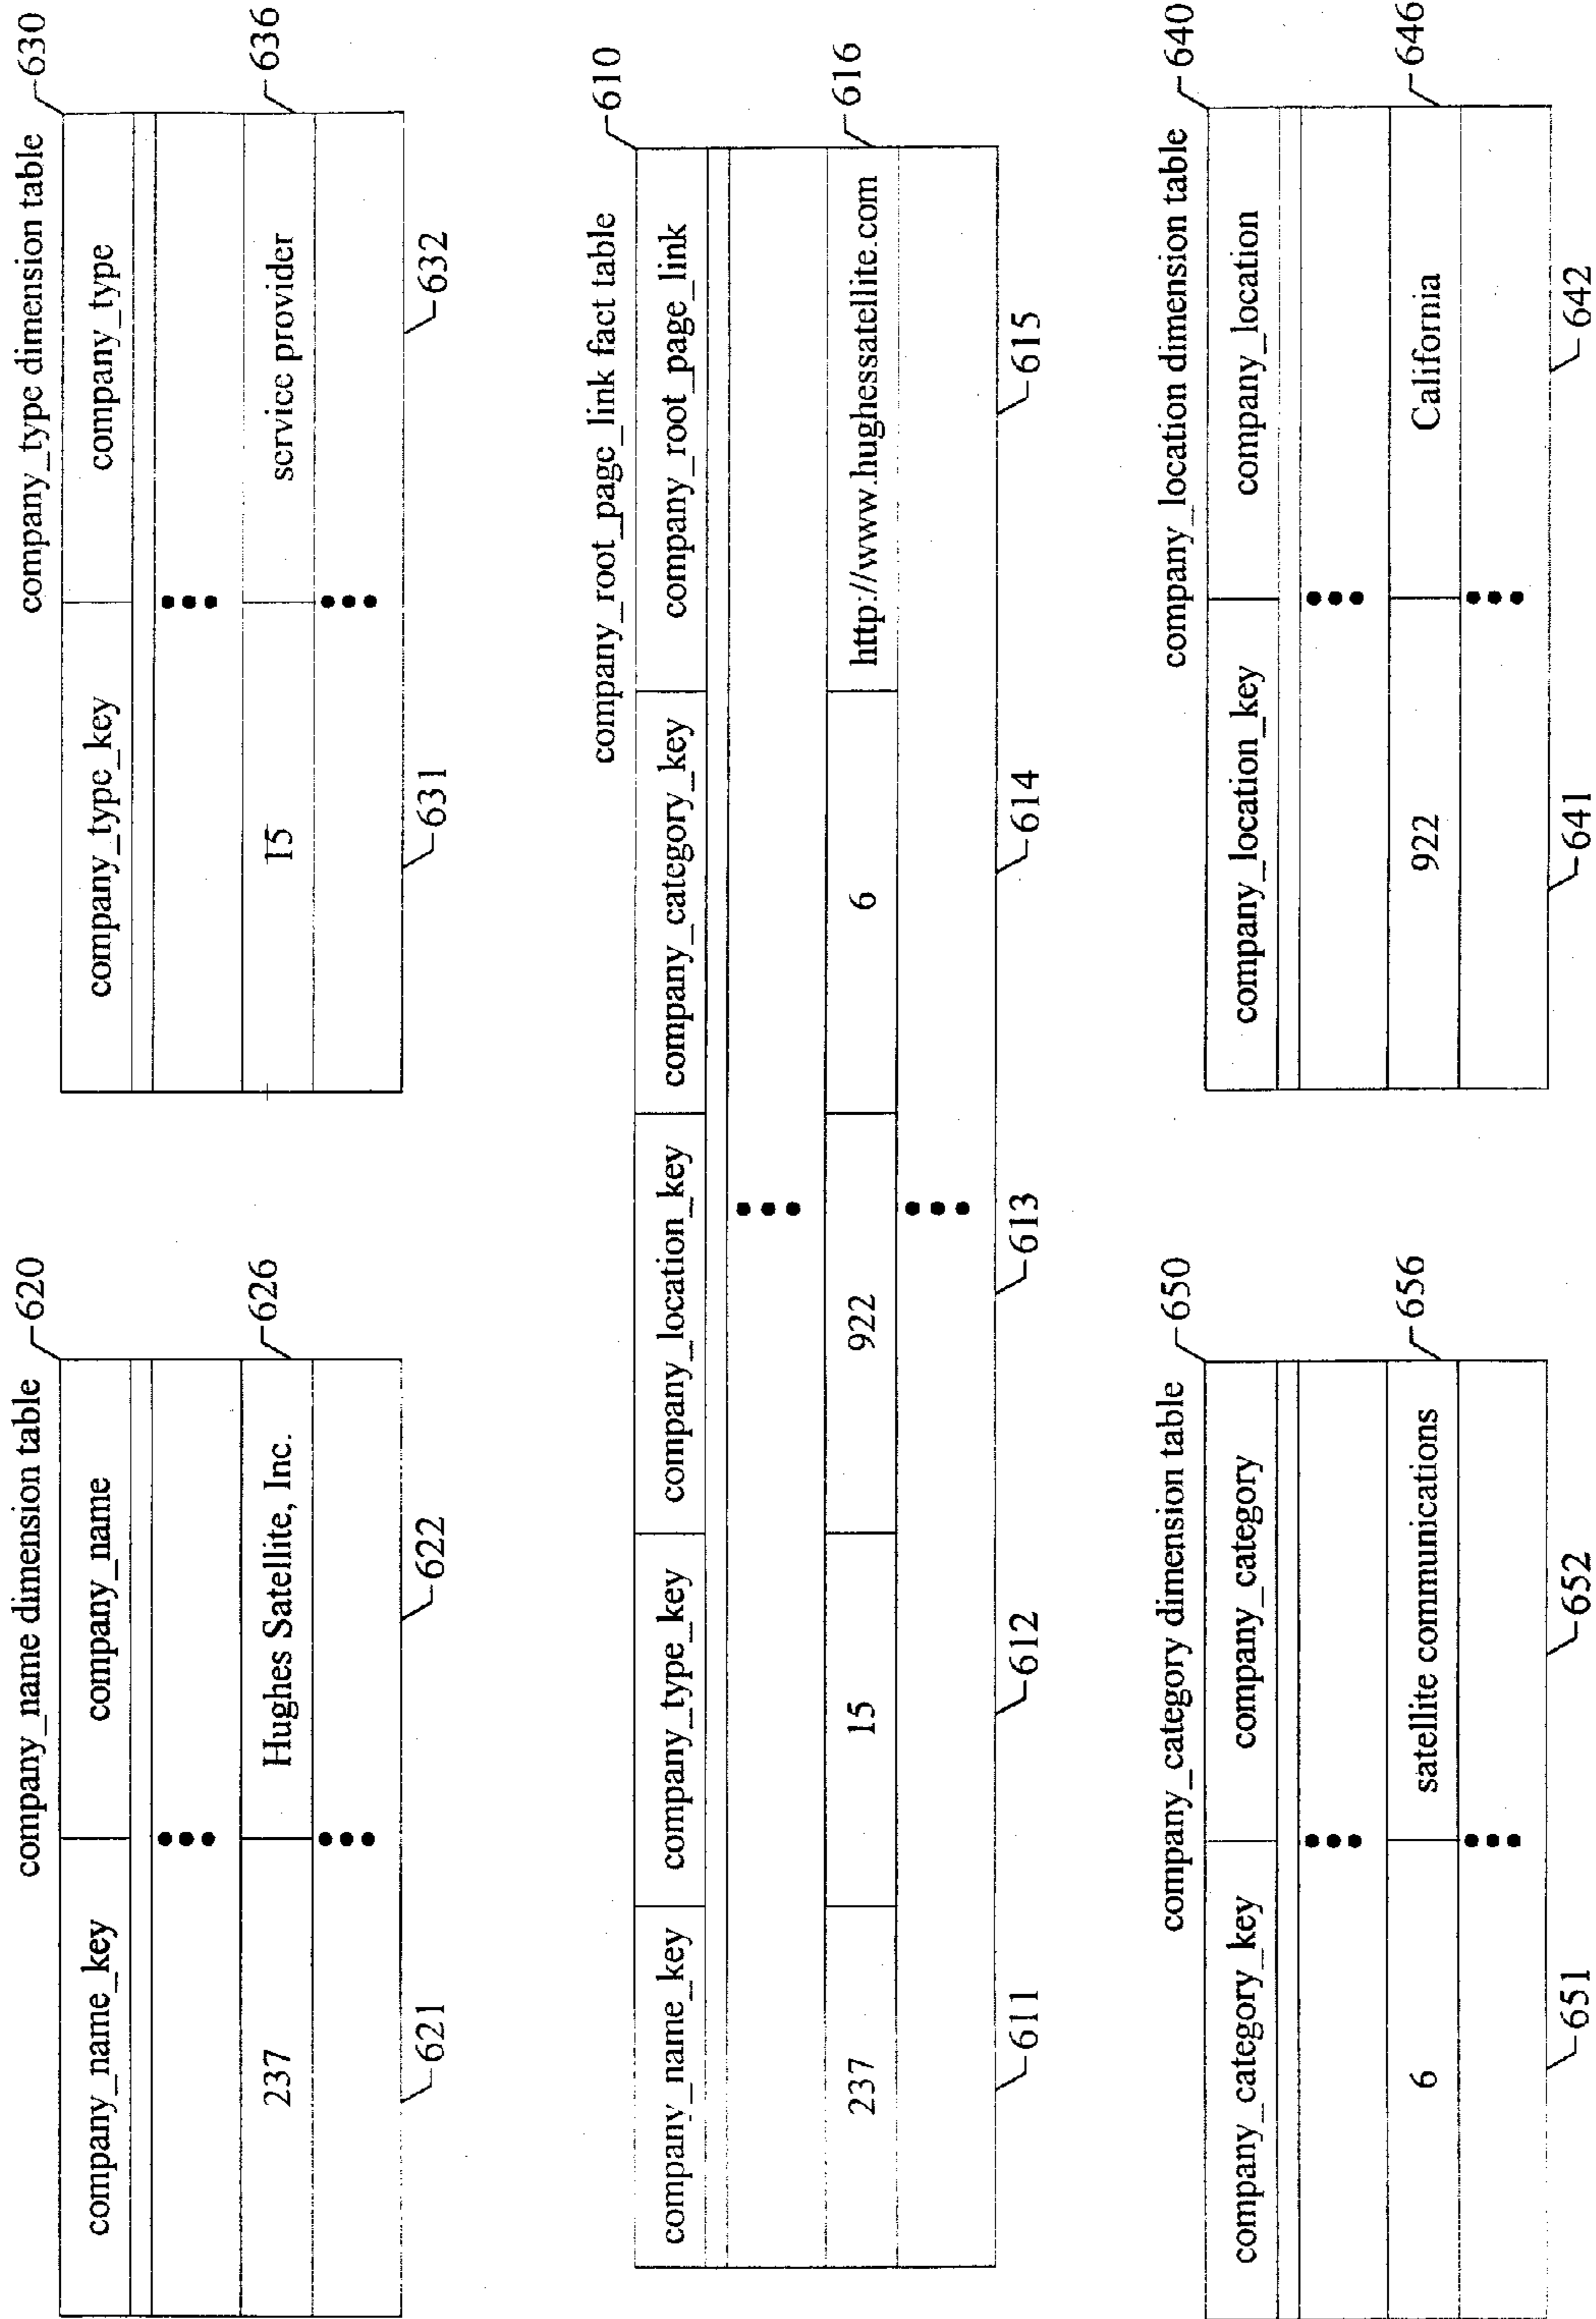 company_name dimension table
620
company_name_key company_name
237 Hughes Satellite, Inc.
626
621 622
company_type dimension table
630
company_type_key company_type
15 service provider
636
631 632
company_root_page_link fact table
610
company_name_key company_type_key company_location_key company_category_key company_root_page_link
237 15 922 6 http://www.hughessatellite.com
616
611 612 613 614 615
company_category dimension table
650
company_category_key company_category
6 satellite communications
656
651 652
company_location dimension table
640
company_location_key company_location
922 California
646
641 642